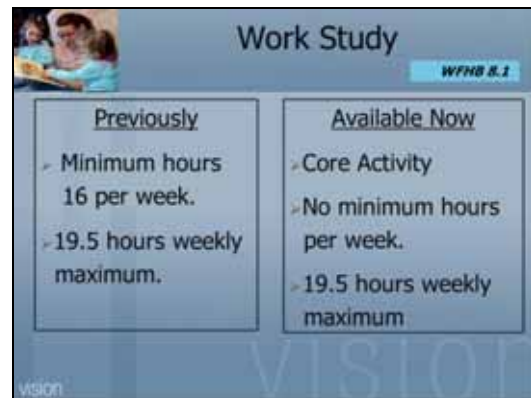 Work Study
WFHB 8.1
Previously
Minimum hours
16 per week.
19.5 hours weekly
maximum.
Available Now
Core Activity
No minimum hours
per week.
19.5 hours weekly
maximum
vision
vision